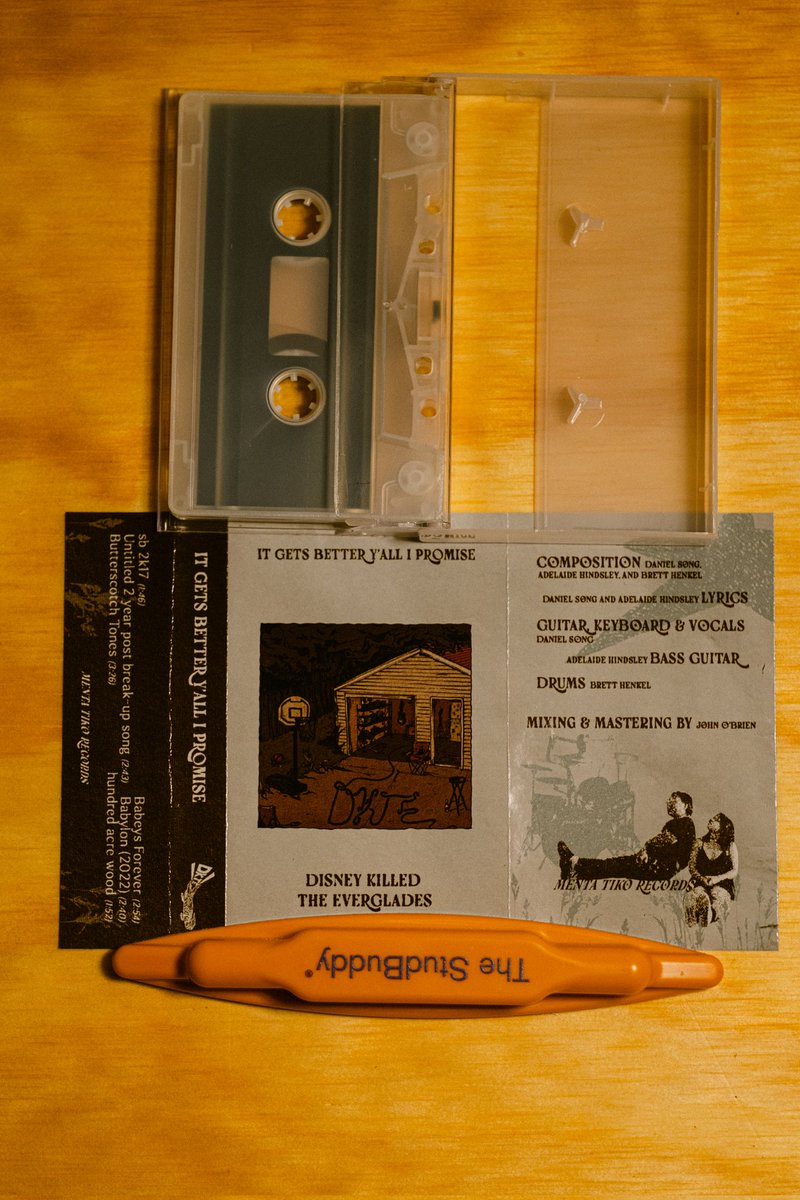 sb 2k17 (1:16)
Untitled 2 year post break-up song (2:43)
Butterscotch Tones (3:26)
Babeys Forever (2:54)
Babylon (2022) (2:40)
hundred acre wood (1:52)
MENTA TIKO RECORDS
IT GETS BETTER Y'ALL I PROMISE
IT GETS BETTER Y'ALL I PROMISE
DKTE
DISNEY KILLED
THE EVERGLADES
COMPOSITION DANIEL SONG,
ADELAIDE HINDSLEY, AND BRETT HENKEL
DANIEL SONG AND ADELAIDE HINDSLEY LYRICS
GUITAR, KEYBOARD & VOCALS
DANIEL SONG
ADELAIDE HINDSLEY BASS GUITAR
DRUMS BRETT HENKEL
MIXING & MASTERING BY JOHN O'BRIEN
MENTA TIKO RECORDS
The StudBuddy®